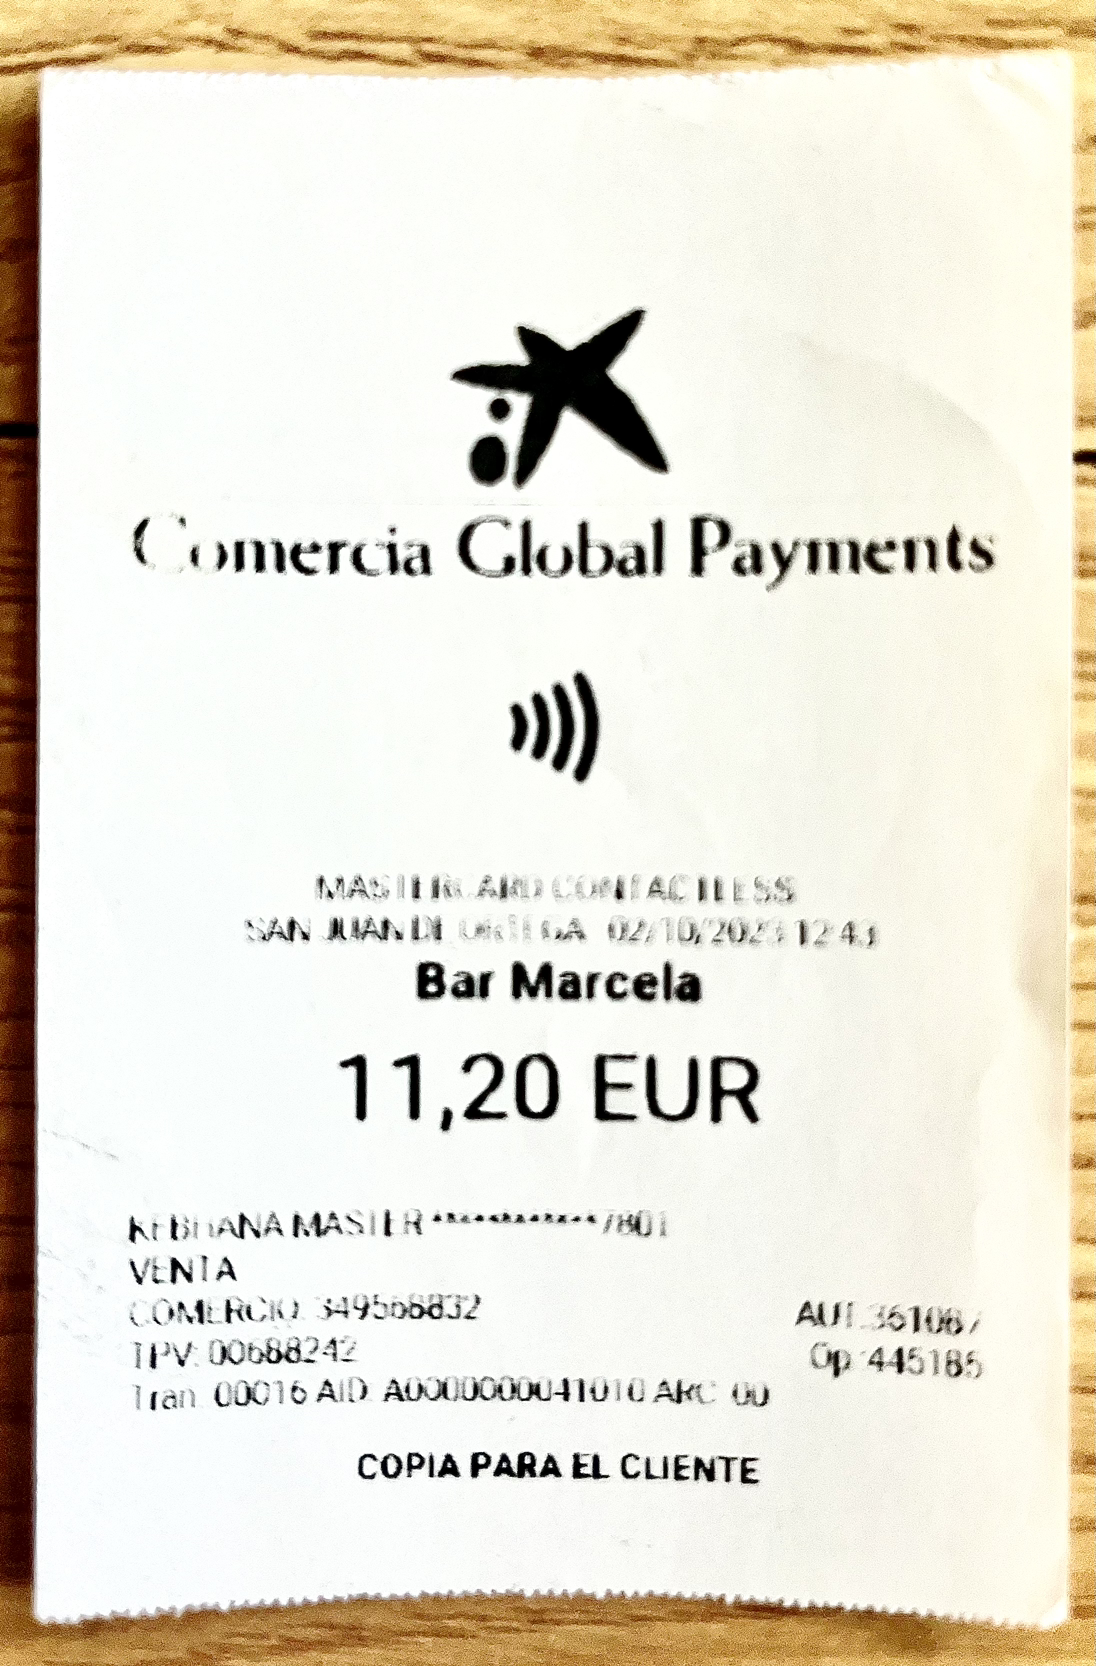 Comercia Global Payments
MASTERCARD CONTACTLESS
SAN JUAN DE ORTEGA 02/10/2023 12:43
Bar Marcela
11,20 EUR
KEBHANA MASTER ************7801
VENTA
COMERCIO: 349568832 AUT: 361087
TPV: 00688242 Op: 445185
Tran: 00016 AID: A0000000041010 ARC: 00
COPIA PARA EL CLIENTE